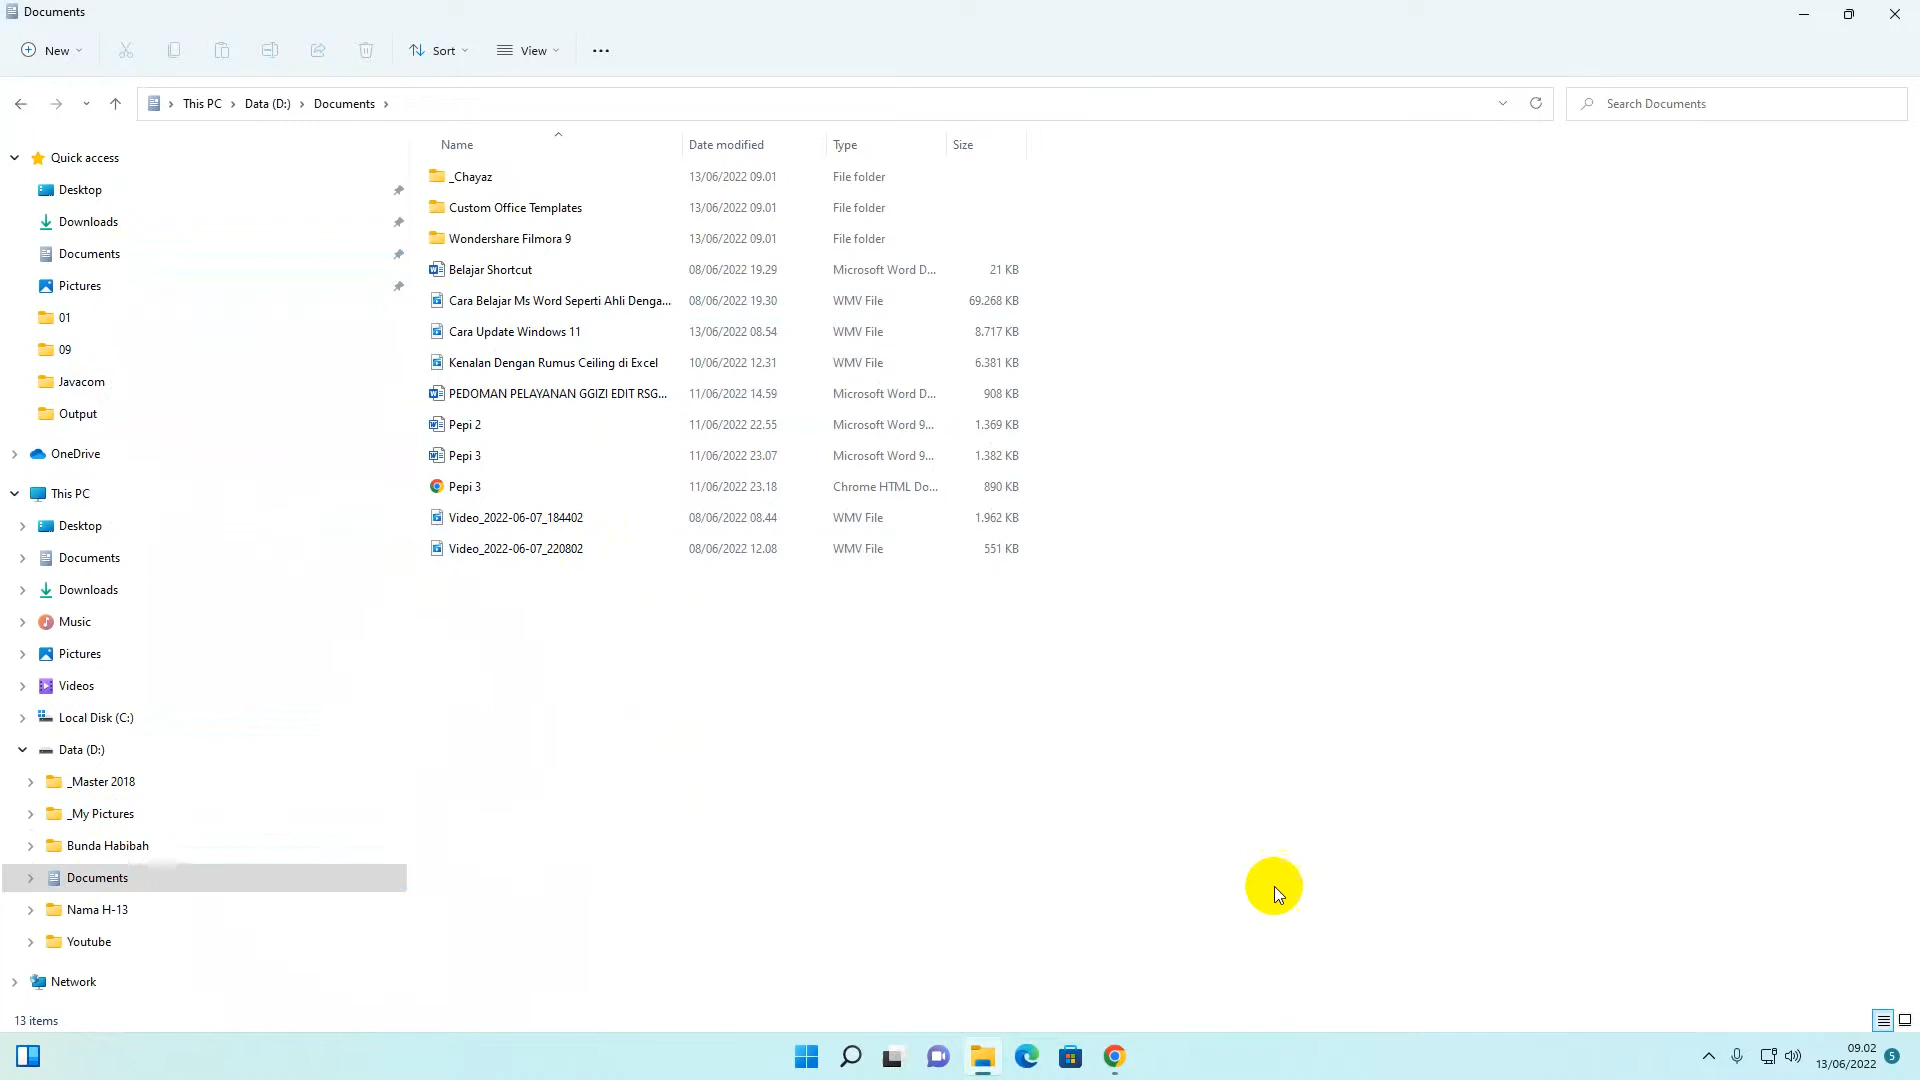 Documents
New
Sort
View
This PC
Data (D:)
Documents
Search Documents
Quick access
Desktop
Downloads
Documents
Pictures
01
09
Javacom
Output
OneDrive
This PC
Desktop
Documents
Downloads
Music
Pictures
Videos
Local Disk (C:)
Data (D:)
_Master 2018
_My Pictures
Bunda Habibah
Documents
Nama H-13
Youtube
Network
Name Date modified Type Size
_Chayaz 13/06/2022 09.01 File folder
Custom Office Templates 13/06/2022 09.01 File folder
Wondershare Filmora 9 13/06/2022 09.01 File folder
Belajar Shortcut 08/06/2022 19.29 Microsoft Word D... 21 KB
Cara Belajar Ms Word Seperti Ahli Denga... 08/06/2022 19.30 WMV File 69.268 KB
Cara Update Windows 11 13/06/2022 08.54 WMV File 8.717 KB
Kenalan Dengan Rumus Ceiling di Excel 10/06/2022 12.31 WMV File 6.381 KB
PEDOMAN PELAYANAN GGIZI EDIT RSG... 11/06/2022 14.59 Microsoft Word D... 908 KB
Pepi 2 11/06/2022 22.55 Microsoft Word 9... 1.369 KB
Pepi 3 11/06/2022 23.07 Microsoft Word 9... 1.382 KB
Pepi 3 11/06/2022 23.18 Chrome HTML Do... 890 KB
Video_2022-06-07_184402 08/06/2022 08.44 WMV File 1.962 KB
Video_2022-06-07_220802 08/06/2022 12.08 WMV File 551 KB
13 items
09.02
13/06/2022
5